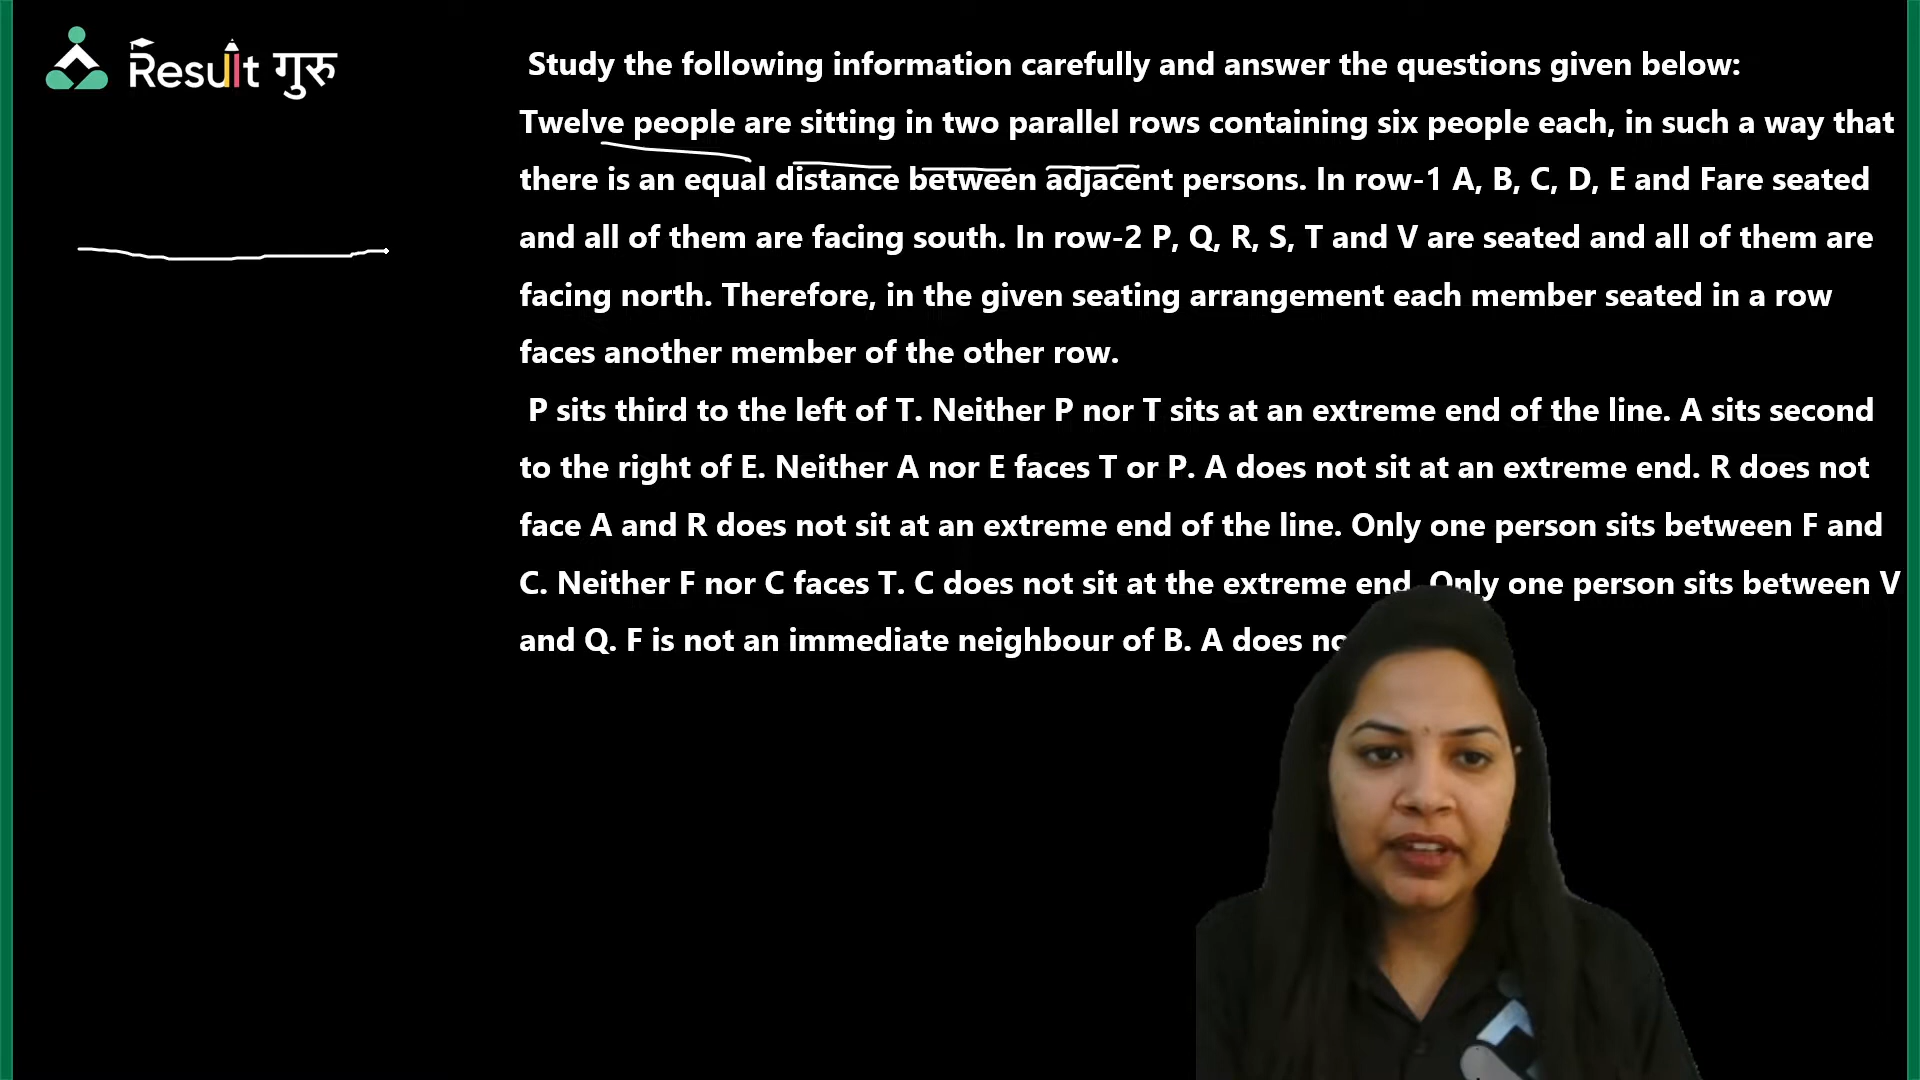 Result गुरु
Study the following information carefully and answer the questions given below:
Twelve people are sitting in two parallel rows containing six people each, in such a way that
there is an equal distance between adjacent persons. In row-1 A, B, C, D, E and Fare seated
and all of them are facing south. In row-2 P, Q, R, S, T and V are seated and all of them are
facing north. Therefore, in the given seating arrangement each member seated in a row
faces another member of the other row.
P sits third to the left of T. Neither P nor T sits at an extreme end of the line. A sits second
to the right of E. Neither A nor E faces T or P. A does not sit at an extreme end. R does not
face A and R does not sit at an extreme end of the line. Only one person sits between F and
C. Neither F nor C faces T. C does not sit at the extreme end. Only one person sits between V
and Q. F is not an immediate neighbour of B. A does